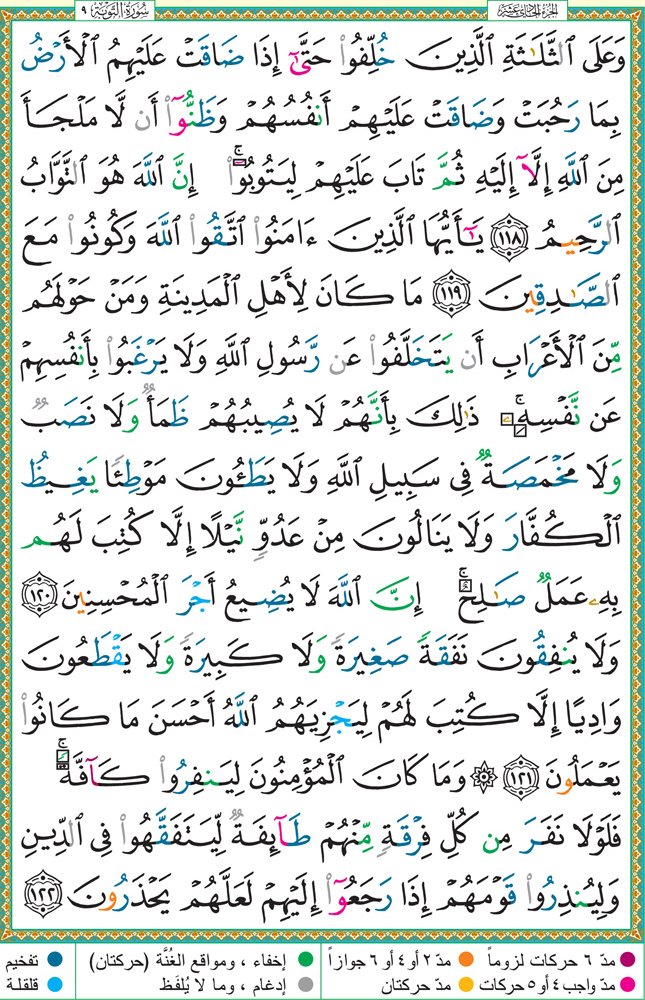 سُورَةُ التَّوبَةِ ٩
الجزء الحادي عشر
وَعَلَى ٱلثَّلَٰثَةِ ٱلَّذِينَ خُلِّفُوا۟ حَتَّىٰٓ إِذَا ضَاقَتْ عَلَيْهِمُ ٱلْأَرْضُ
بِمَا رَحُبَتْ وَضَاقَتْ عَلَيْهِمْ أَنفُسُهُمْ وَظَنُّوٓا۟ أَن لَّا مَلْجَأَ
مِنَ ٱللَّهِ إِلَّآ إِلَيْهِ ثُمَّ تَابَ عَلَيْهِمْ لِيَتُوبُوٓا۟ ۚ إِنَّ ٱللَّهَ هُوَ ٱلتَّوَّابُ
ٱلرَّحِيمُ ١١٨ يَٰٓأَيُّهَا ٱلَّذِينَ ءَامَنُوا۟ ٱتَّقُوا۟ ٱللَّهَ وَكُونُوا۟ مَعَ
ٱلصَّٰدِقِينَ ١١٩ مَا كَانَ لِأَهْلِ ٱلْمَدِينَةِ وَمَنْ حَوْلَهُم
مِّنَ ٱلْأَعْرَابِ أَن يَتَخَلَّفُوا۟ عَن رَّسُولِ ٱللَّهِ وَلَا يَرْغَبُوا۟ بِأَنفُسِهِمْ
عَن نَّفْسِهِۦ ۚ ذَٰلِكَ بِأَنَّهُمْ لَا يُصِيبُهُمْ ظَمَأٌ وَلَا نَصَبٌ
وَلَا مَخْمَصَةٌ فِى سَبِيلِ ٱللَّهِ وَلَا يَطَـُٔونَ مَوْطِئًا يَغِيظُ
ٱلْكُفَّارَ وَلَا يَنَالُونَ مِنْ عَدُوٍّ نَّيْلًا إِلَّا كُتِبَ لَهُم
بِهِۦ عَمَلٌ صَٰلِحٌ ۚ إِنَّ ٱللَّهَ لَا يُضِيعُ أَجْرَ ٱلْمُحْسِنِينَ ١٢٠
وَلَا يُنفِقُونَ نَفَقَةً صَغِيرَةً وَلَا كَبِيرَةً وَلَا يَقْطَعُونَ
وَادِيًا إِلَّا كُتِبَ لَهُمْ لِيَجْزِيَهُمُ ٱللَّهُ أَحْسَنَ مَا كَانُوا۟
يَعْمَلُونَ ١٢١ ۞ وَمَا كَانَ ٱلْمُؤْمِنُونَ لِيَنفِرُوا۟ كَآفَّةً ۚ
فَلَوْلَا نَفَرَ مِن كُلِّ فِرْقَةٍ مِّنْهُمْ طَآئِفَةٌ لِّيَتَفَقَّهُوا۟ فِى ٱلدِّينِ
وَلِيُنذِرُوا۟ قَوْمَهُمْ إِذَا رَجَعُوٓا۟ إِلَيْهِمْ لَعَلَّهُمْ يَحْذَرُونَ ١٢٢
مدّ ٦ حركات لزوماً مدّ ٢ أو ٤ أو ٦ جوازاً إخفاء ، ومواقع الغُنَّة (حركتان) تفخيم
مدّ واجب ٤ أو ٥ حركات مدّ حركتان إدغام ، وما لا يُلفَظ قلقلة